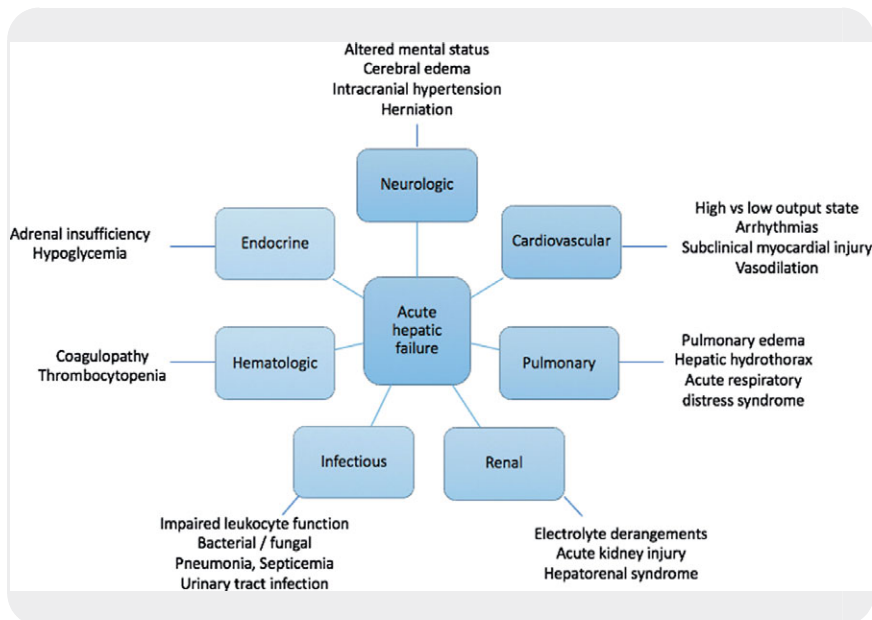 Altered mental status
Cerebral edema
Intracranial hypertension
Herniation
Neurologic
High vs low output state
Arrhythmias
Subclinical myocardial injury
Vasodilation
Cardiovascular
Adrenal insufficiency
Hypoglycemia
Endocrine
Acute
hepatic
failure
Coagulopathy
Thrombocytopenia
Hematologic
Pulmonary
Pulmonary edema
Hepatic hydrothorax
Acute respiratory
distress syndrome
Infectious
Renal
Impaired leukocyte function
Bacterial / fungal
Pneumonia, Septicemia
Urinary tract infection
Electrolyte derangements
Acute kidney injury
Hepatorenal syndrome